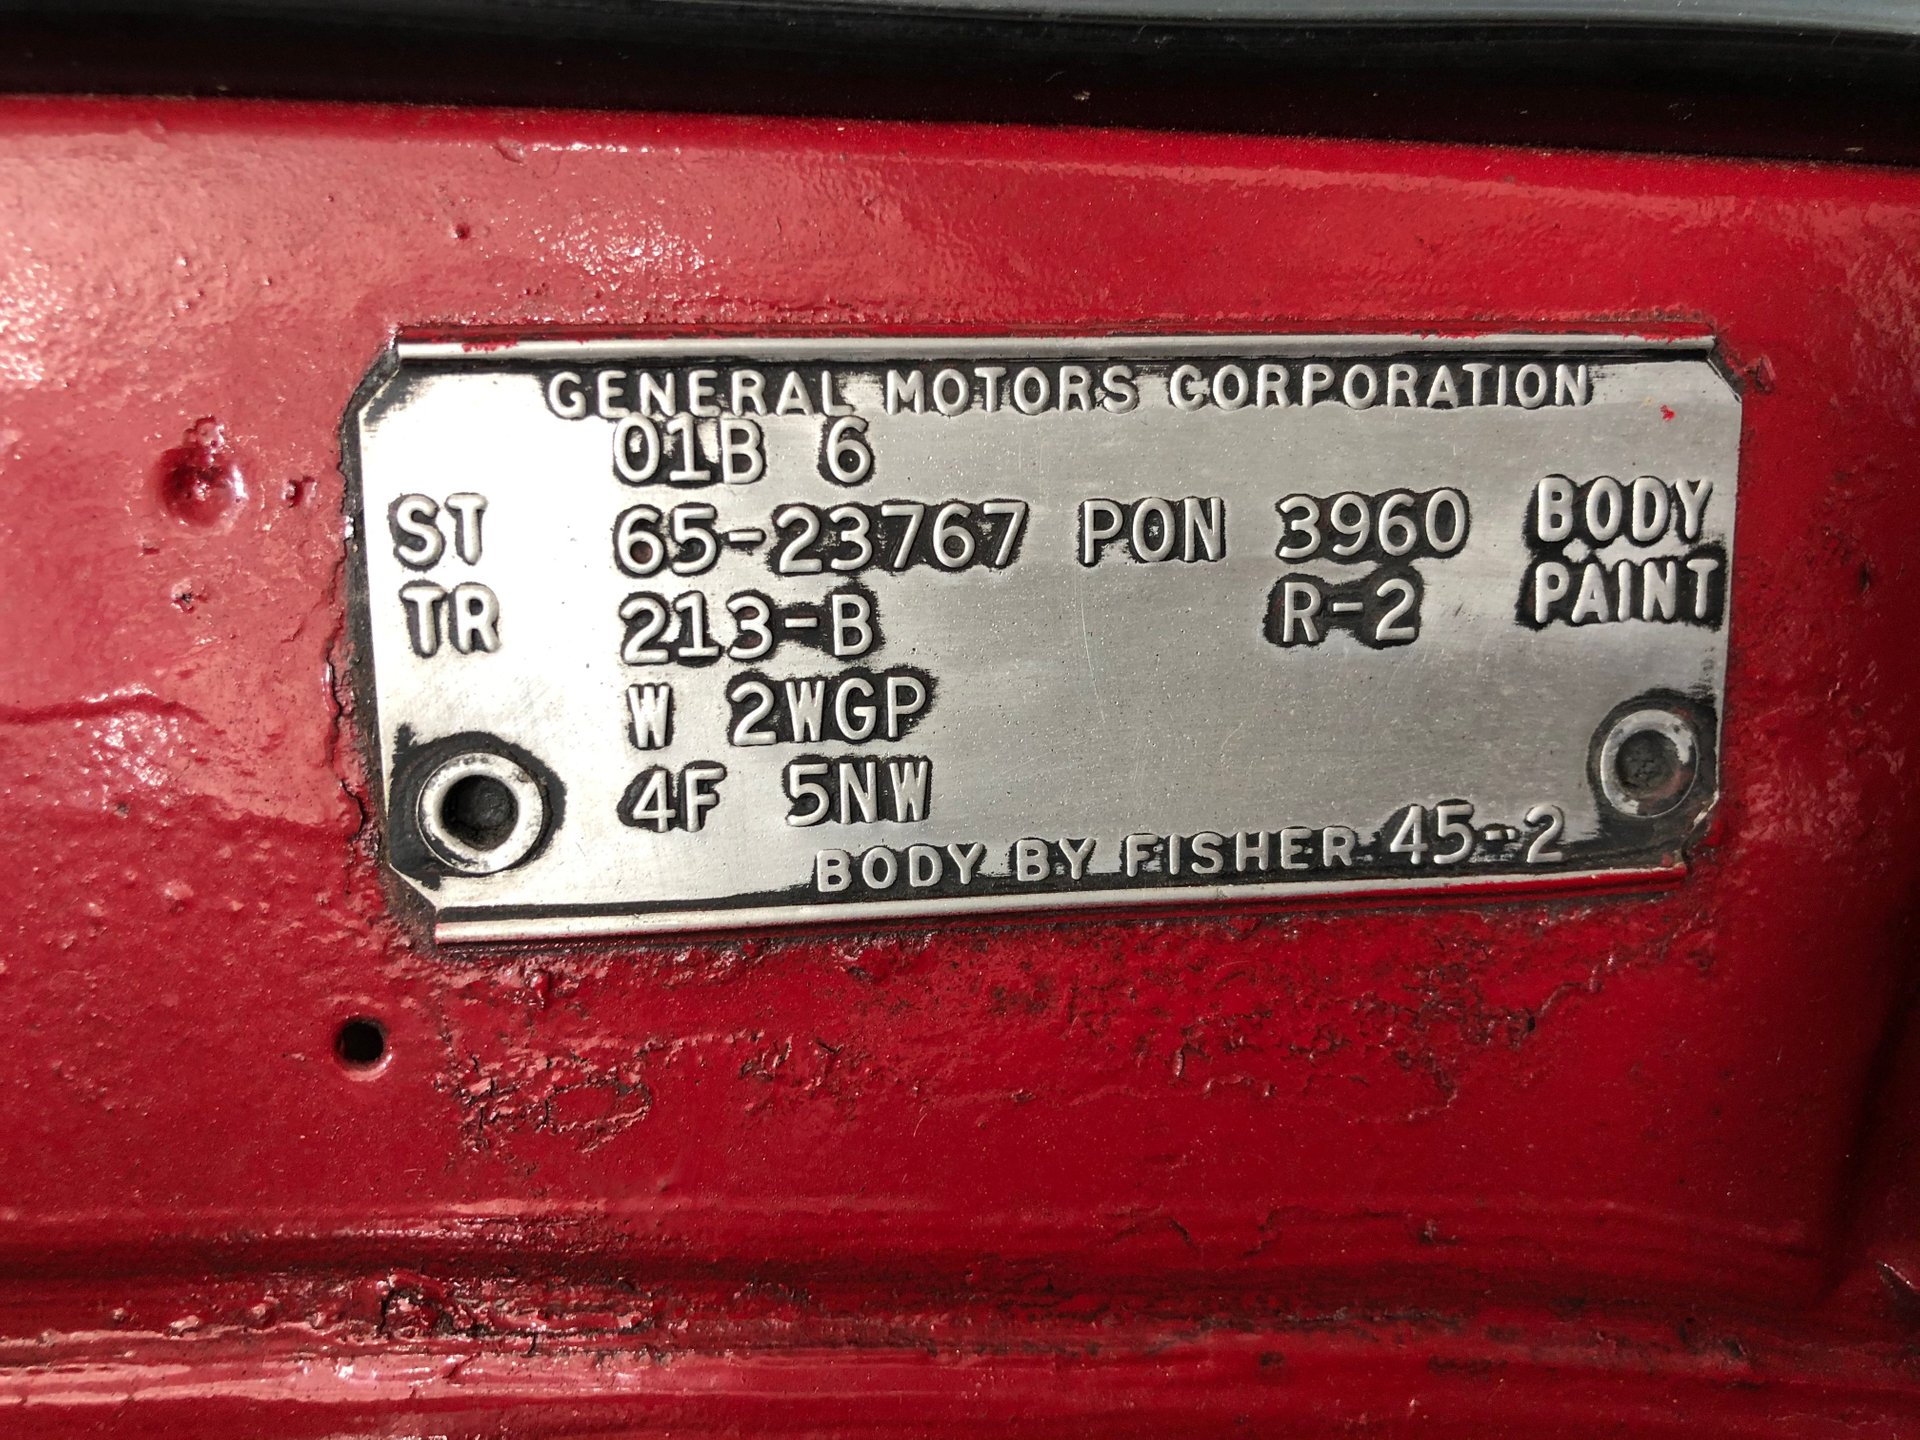 GENERAL MOTORS CORPORATION
01B 6
ST 65-23767 PON 3960 BODY
TR 213-B R-2 PAINT
W 2WGP
4F 5NW
BODY BY FISHER 45-2